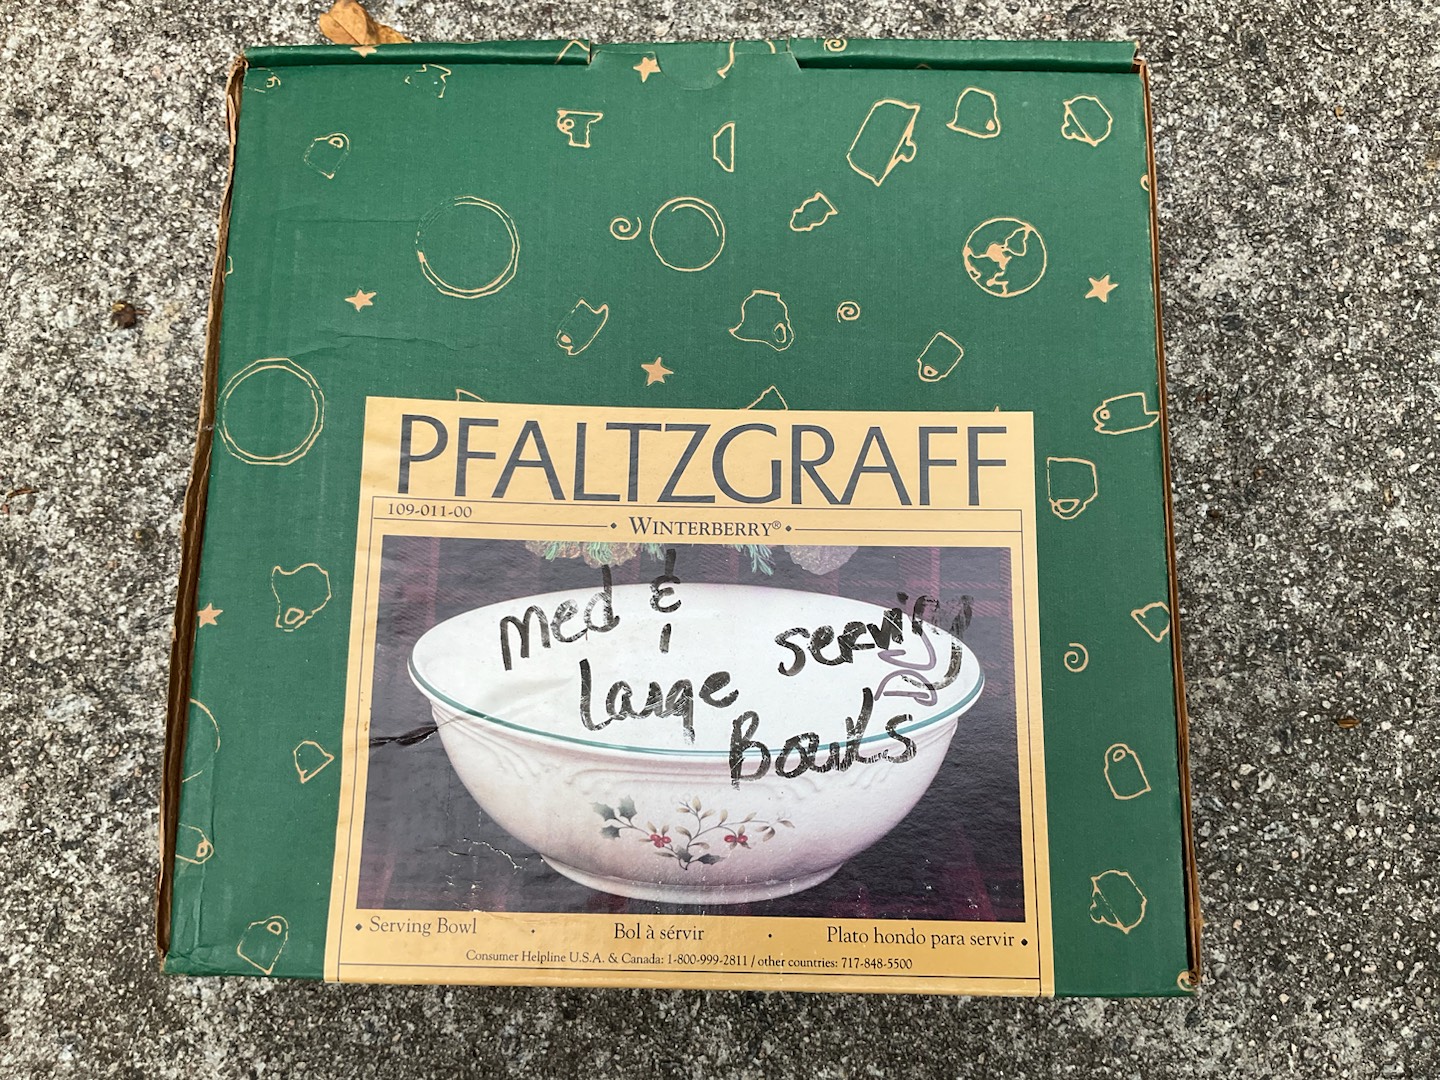 PFALTZGRAFF
109-011-00
• WINTERBERRY® •
med &
large serving
Bowls
• Serving Bowl • Bol à sérvir • Plato hondo para servir •
Consumer Helpline U.S.A. & Canada: 1-800-999-2811 / other countries: 717-848-5500